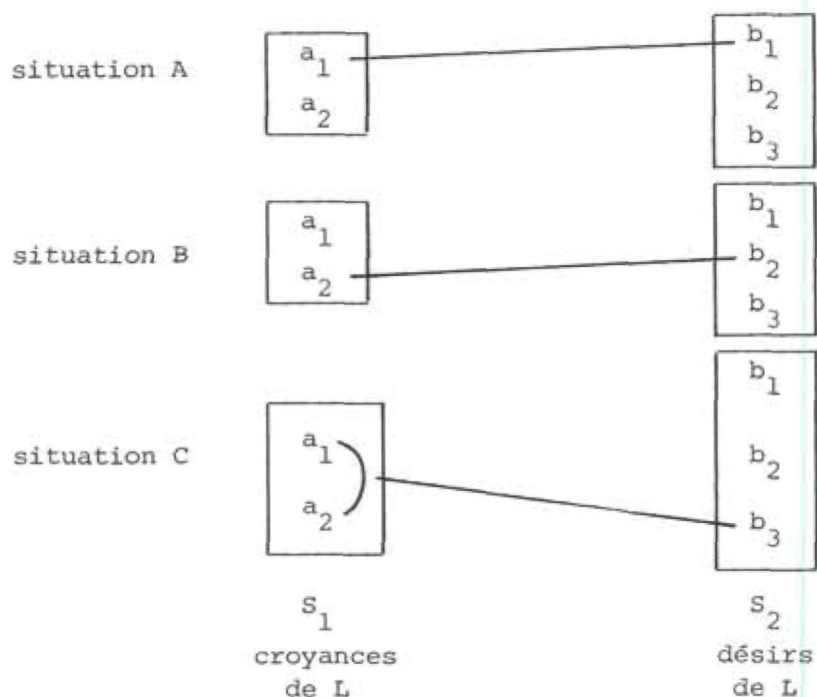 a₁ b₁
situation A
a₂ b₂
b₃
a₁ b₁
situation B
a₂ b₂
b₃
b₁
a₁
situation C b₂
a₂
b₃
S₁ S₂
croyances désirs
de L de L